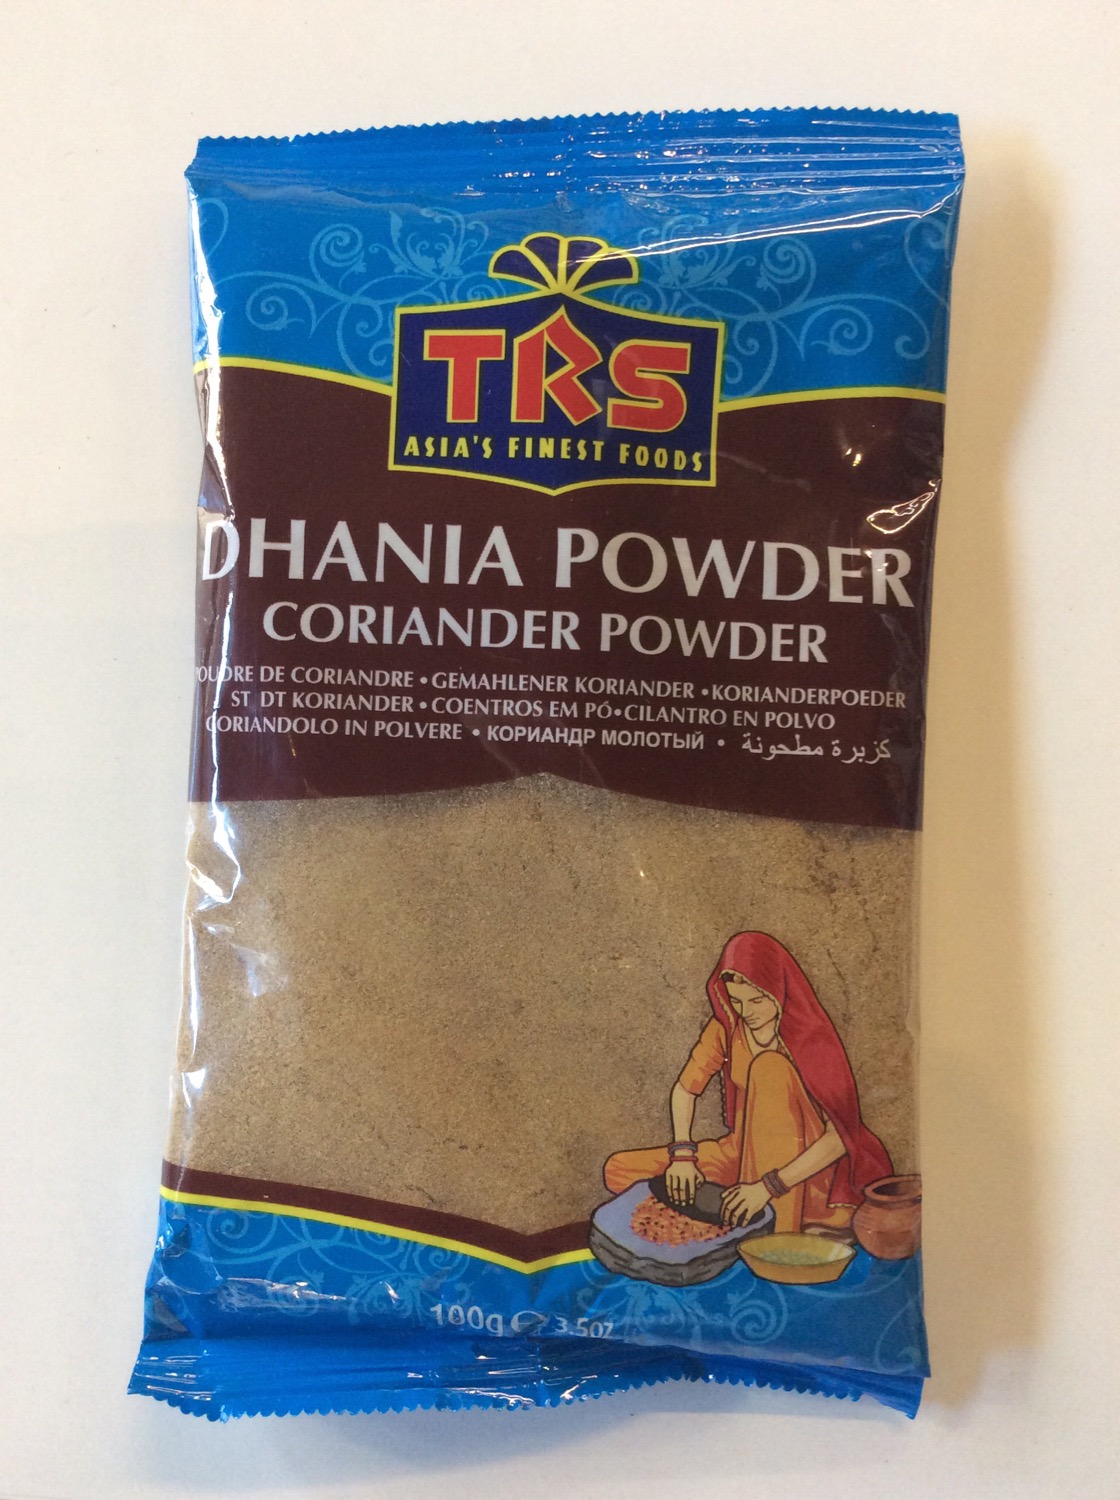 TRS
ASIA'S FINEST FOODS
DHANIA POWDER
CORIANDER POWDER
OUDRE DE CORIANDRE • GEMAHLENER KORIANDER • KORIANDERPOEDER
ST DT KORIANDER • COENTROS EM PÓ • CILANTRO EN POLVO
CORIANDOLO IN POLVERE • КОРИАНДР МОЛОТЫЙ • كزبرة مطحونة
100g ℮ 3.5oz